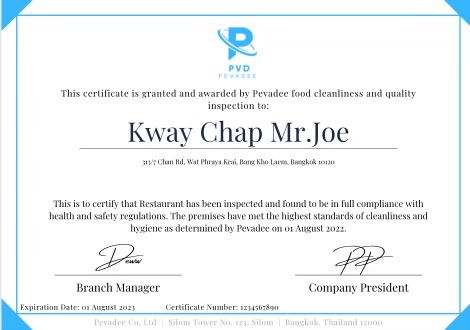 PVD
PEVADEE
This certificate is granted and awarded by Pevadee food cleanliness and quality
inspection to:
Kway Chap Mr.Joe
313/7 Chan Rd, Wat Phraya Krai, Bang Kho Laem, Bangkok 10120
This is to certify that Restaurant has been inspected and found to be in full compliance with
health and safety regulations. The premises have met the highest standards of cleanliness and
hygiene as determined by Pevadee on 01 August 2022.
Branch Manager
Company President
Expiration Date: 01 August 2023
Certificate Number: 1234567890
Pevadee Co, Ltd | Silom Tower No. 123, Silom | Bangkok, Thailand 12000